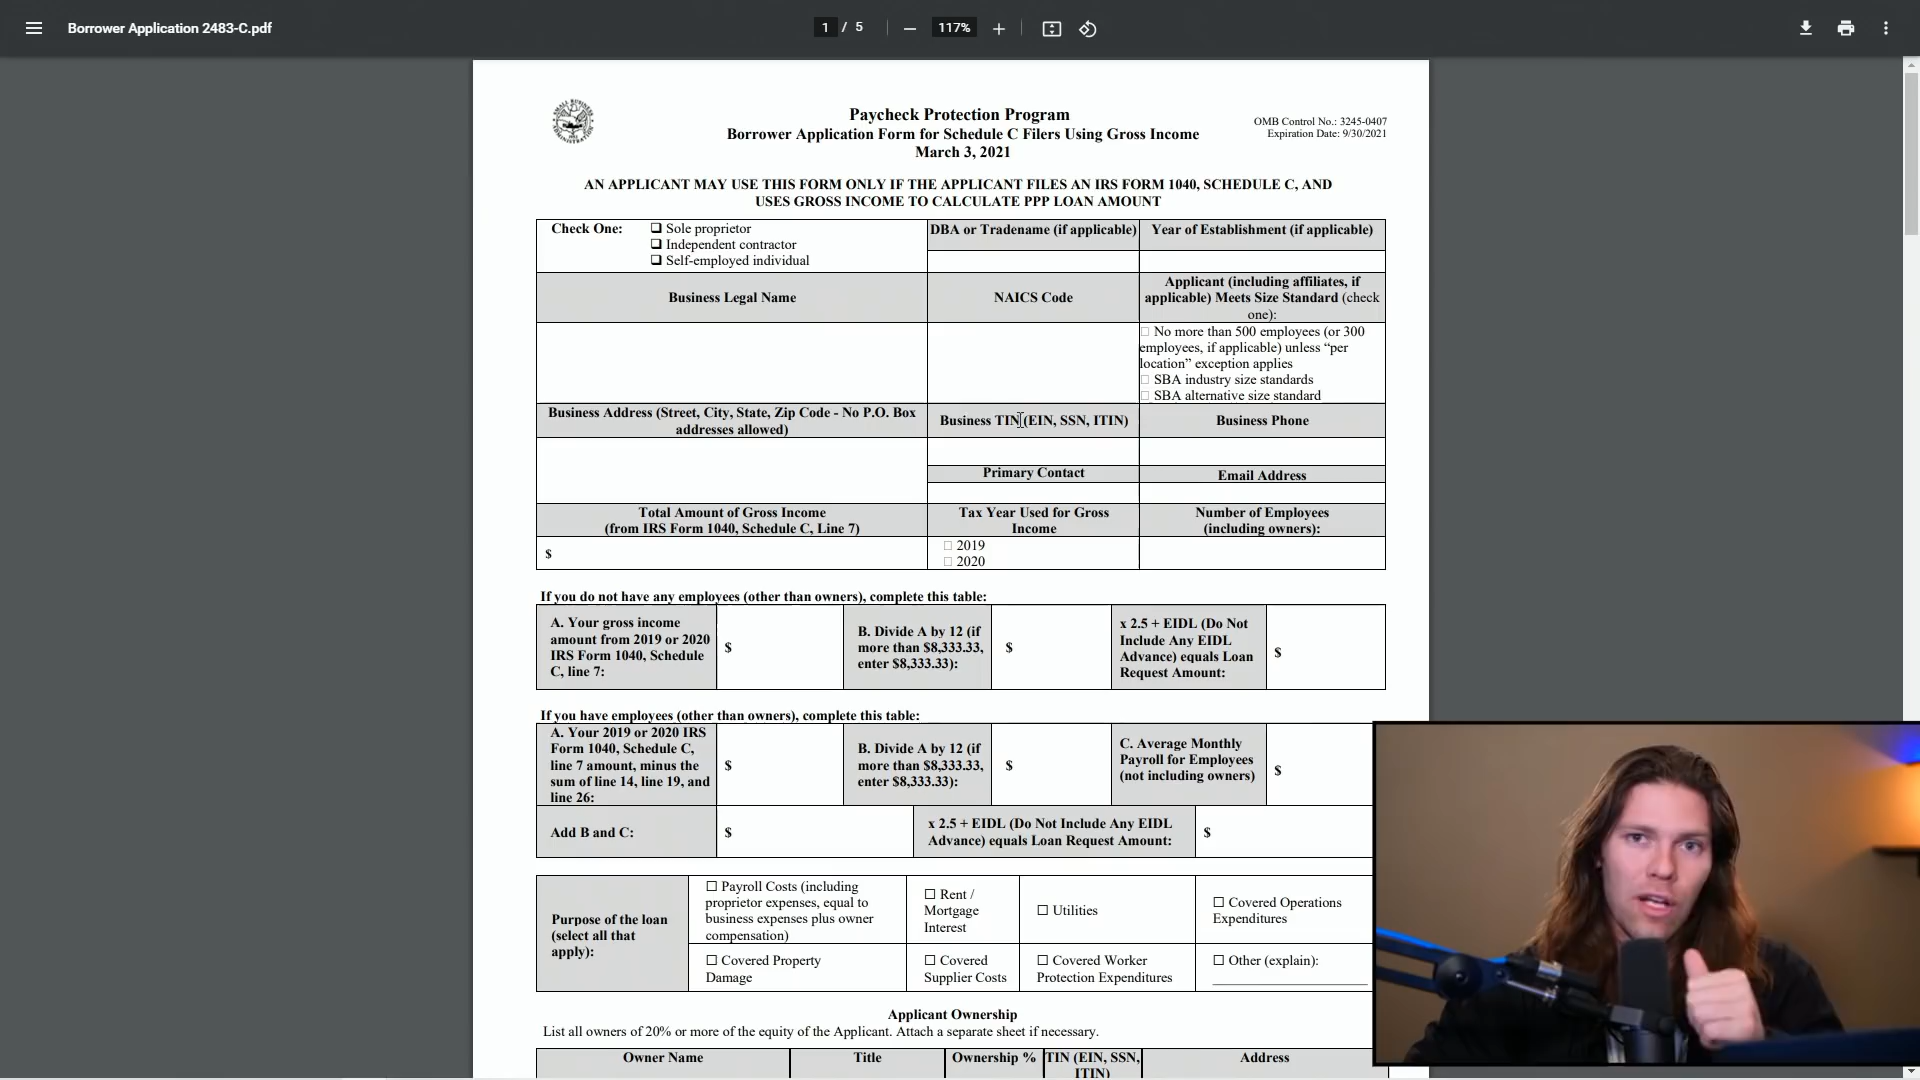 Borrower Application 2483-C.pdf
1 / 5
117%
Paycheck Protection Program
Borrower Application Form for Schedule C Filers Using Gross Income
March 3, 2021
OMB Control No.: 3245-0407
Expiration Date: 9/30/2021
AN APPLICANT MAY USE THIS FORM ONLY IF THE APPLICANT FILES AN IRS FORM 1040, SCHEDULE C, AND
USES GROSS INCOME TO CALCULATE PPP LOAN AMOUNT
Check One:
☐ Sole proprietor
☐ Independent contractor
☐ Self-employed individual
DBA or Tradename (if applicable)
Year of Establishment (if applicable)
Business Legal Name
NAICS Code
Applicant (including affiliates, if
applicable) Meets Size Standard (check
one):
☐ No more than 500 employees (or 300
employees, if applicable) unless “per
location” exception applies
☐ SBA industry size standards
☐ SBA alternative size standard
Business Address (Street, City, State, Zip Code - No P.O. Box
addresses allowed)
Business TIN (EIN, SSN, ITIN)
Business Phone
Primary Contact
Email Address
Total Amount of Gross Income
(from IRS Form 1040, Schedule C, Line 7)
Tax Year Used for Gross
Income
Number of Employees
(including owners):
$
☐ 2019
☐ 2020
If you do not have any employees (other than owners), complete this table:
A. Your gross income
amount from 2019 or 2020
IRS Form 1040, Schedule
C, line 7:
$
B. Divide A by 12 (if
more than $8,333.33,
enter $8,333.33):
$
x 2.5 + EIDL (Do Not
Include Any EIDL
Advance) equals Loan
Request Amount:
$
If you have employees (other than owners), complete this table:
A. Your 2019 or 2020 IRS
Form 1040, Schedule C,
line 7 amount, minus the
sum of line 14, line 19, and
line 26:
$
B. Divide A by 12 (if
more than $8,333.33,
enter $8,333.33):
$
C. Average Monthly
Payroll for Employees
(not including owners)
$
Add B and C:
$
x 2.5 + EIDL (Do Not Include Any EIDL
Advance) equals Loan Request Amount:
$
Purpose of the loan
(select all that
apply):
☐ Payroll Costs (including
proprietor expenses, equal to
business expenses plus owner
compensation)
☐ Rent /
Mortgage
Interest
☐ Utilities
☐ Covered Operations
Expenditures
☐ Covered Property
Damage
☐ Covered
Supplier Costs
☐ Covered Worker
Protection Expenditures
☐ Other (explain):
Applicant Ownership
List all owners of 20% or more of the equity of the Applicant. Attach a separate sheet if necessary.
Owner Name
Title
Ownership %
TIN (EIN, SSN,
ITIN)
Address